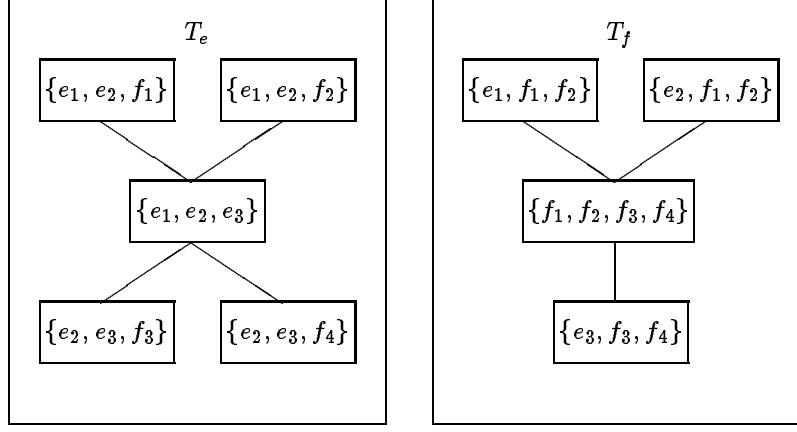 T_e
{e_1, e_2, f_1} {e_1, e_2, f_2}
{e_1, e_2, e_3}
{e_2, e_3, f_3} {e_2, e_3, f_4}
T_f
{e_1, f_1, f_2} {e_2, f_1, f_2}
{f_1, f_2, f_3, f_4}
{e_3, f_3, f_4}